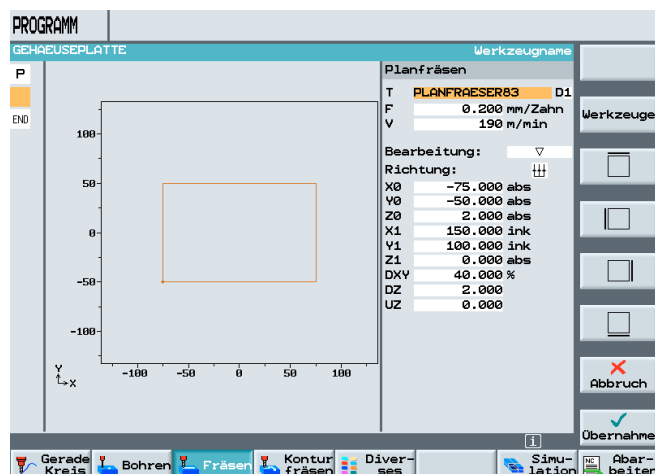 PROGRAMM
GEHAEUSEPLATTE Werkzeugname
P
END
100
50
0
-50
-100
-100 -50 0 50 100
Y
X
Planfräsen
T PLANFRAESER83 D1
F 0.200 mm/Zahn
V 190 m/min
Bearbeitung: ▽
Richtung:
X0 -75.000 abs
Y0 -50.000 abs
Z0 2.000 abs
X1 150.000 ink
Y1 100.000 ink
Z1 0.000 abs
DXY 40.000 %
DZ 2.000
UZ 0.000
Werkzeuge
Abbruch
Übernahme
i
Gerade
Kreis
Bohren
Fräsen
Kontur
fräsen
Diver-
ses
Simu-
lation
NC
Abar-
beiten